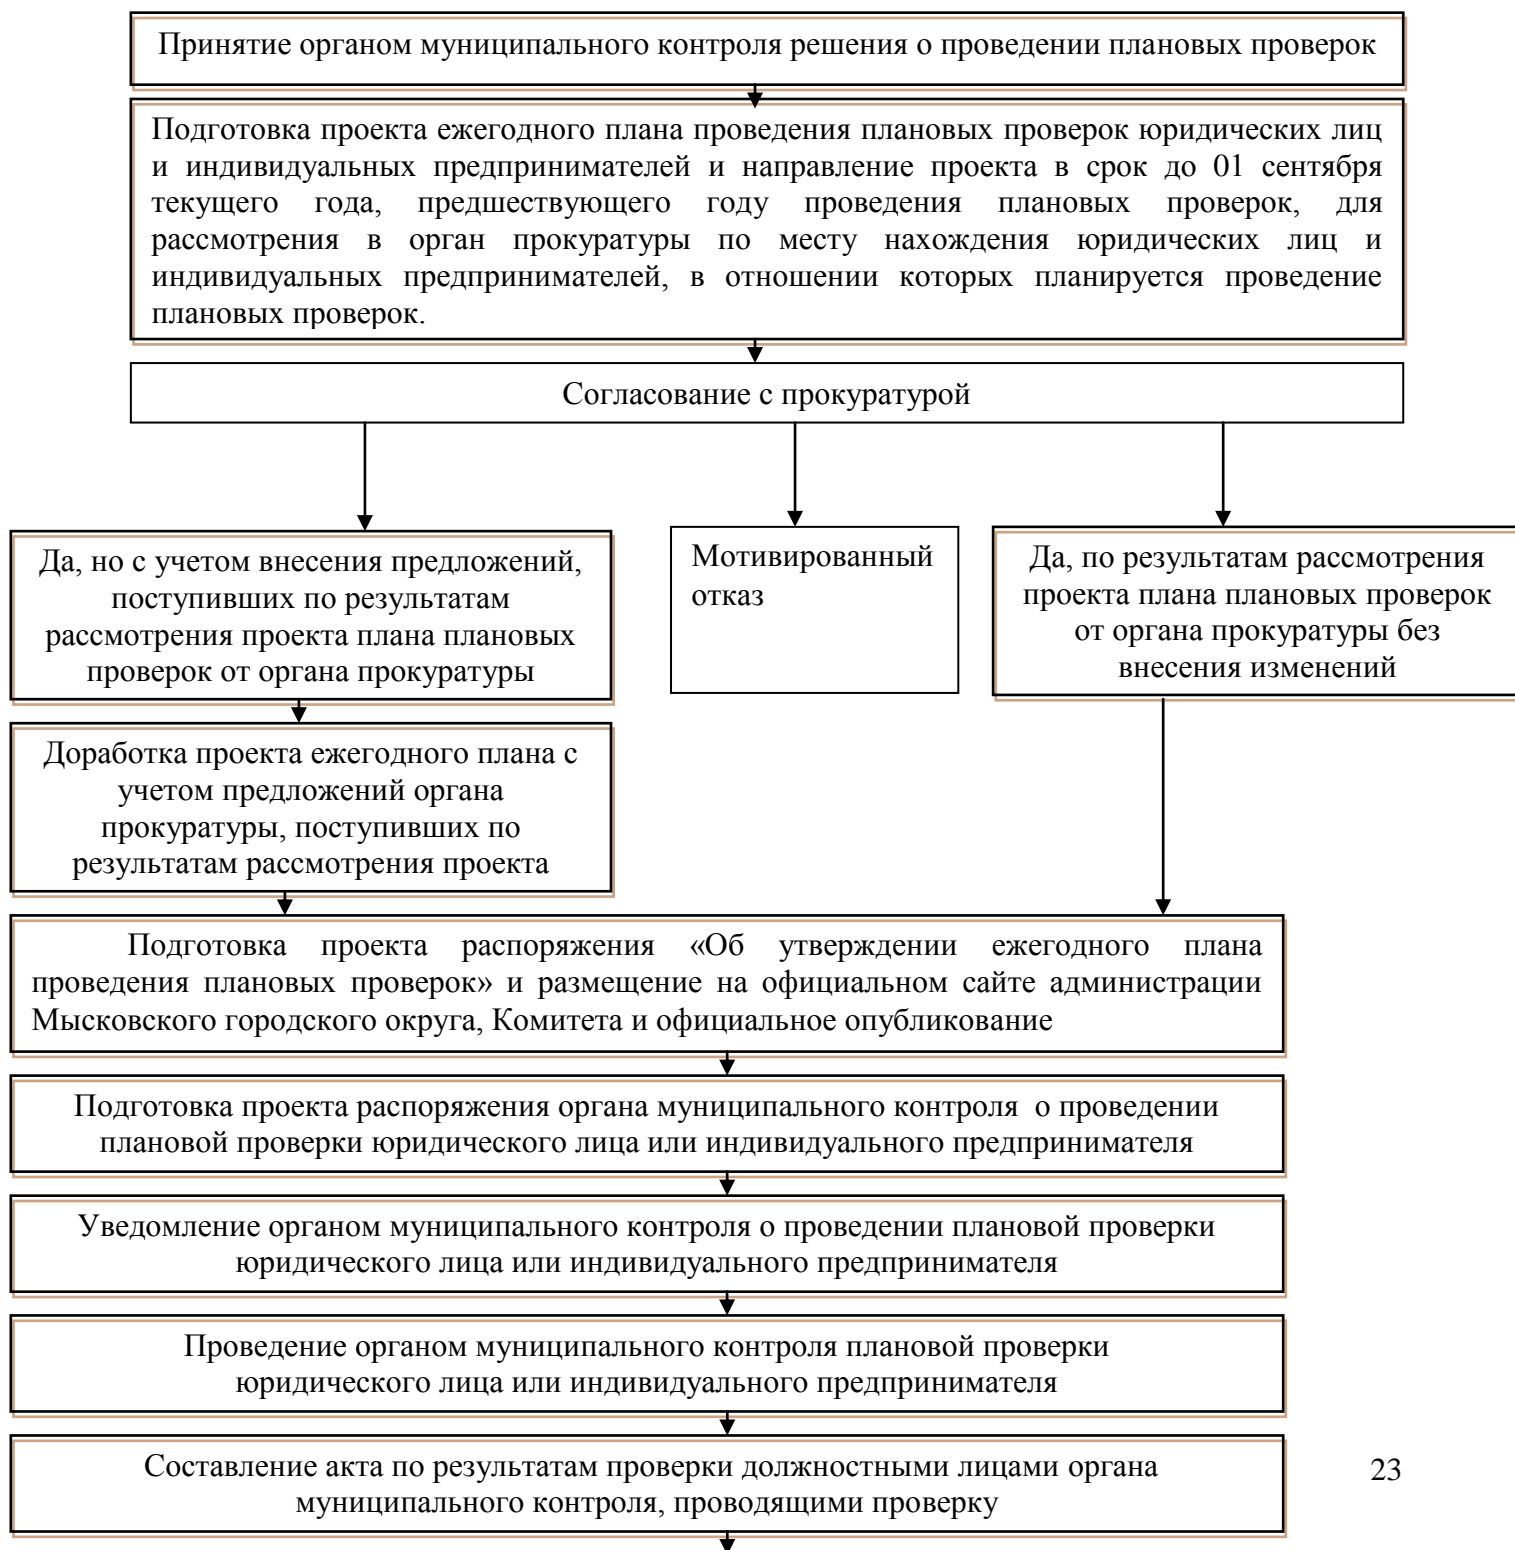 Принятие органом муниципального контроля решения о проведении плановых проверок
Подготовка проекта ежегодного плана проведения плановых проверок юридических лиц
и индивидуальных предпринимателей и направление проекта в срок до 01 сентября
текущего года, предшествующего году проведения плановых проверок, для
рассмотрения в орган прокуратуры по месту нахождения юридических лиц и
индивидуальных предпринимателей, в отношении которых планируется проведение
плановых проверок.
Согласование с прокуратурой
Да, но с учетом внесения предложений,
поступивших по результатам
рассмотрения проекта плана плановых
проверок от органа прокуратуры
Мотивированный
отказ
Да, по результатам рассмотрения
проекта плана плановых проверок
от органа прокуратуры без
внесения изменений
Доработка проекта ежегодного плана с
учетом предложений органа
прокуратуры, поступивших по
результатам рассмотрения проекта
Подготовка проекта распоряжения «Об утверждении ежегодного плана
проведения плановых проверок» и размещение на официальном сайте администрации
Мысковского городского округа, Комитета и официальное опубликование
Подготовка проекта распоряжения органа муниципального контроля о проведении
плановой проверки юридического лица или индивидуального предпринимателя
Уведомление органом муниципального контроля о проведении плановой проверки
юридического лица или индивидуального предпринимателя
Проведение органом муниципального контроля плановой проверки
юридического лица или индивидуального предпринимателя
Составление акта по результатам проверки должностными лицами органа
муниципального контроля, проводящими проверку
23